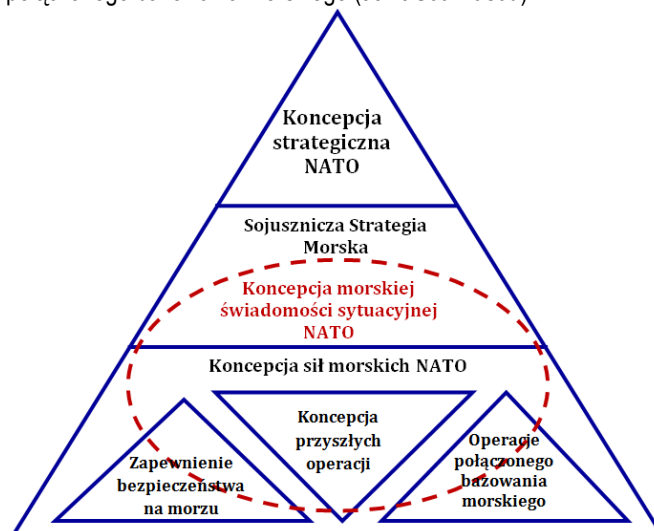 Koncepcja
strategiczna
NATO
Sojusznicza Strategia
Morska
Koncepcja morskiej
świadomości sytuacyjnej
NATO
Koncepcja sił morskich NATO
Koncepcja
przyszłych
operacji
Zapewnienie
bezpieczeństwa
na morzu
Operacje
połączonego
bazowania
morskiego